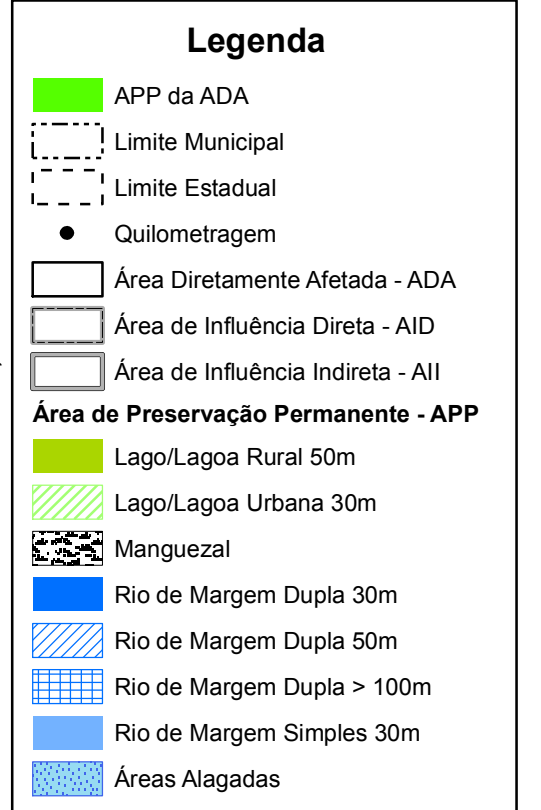 Legenda
APP da ADA
Limite Municipal
Limite Estadual
Quilometragem
Área Diretamente Afetada - ADA
Área de Influência Direta - AID
Área de Influência Indireta - AII
Área de Preservação Permanente - APP
Lago/Lagoa Rural 50m
Lago/Lagoa Urbana 30m
Manguezal
Rio de Margem Dupla 30m
Rio de Margem Dupla 50m
Rio de Margem Dupla > 100m
Rio de Margem Simples 30m
Áreas Alagadas